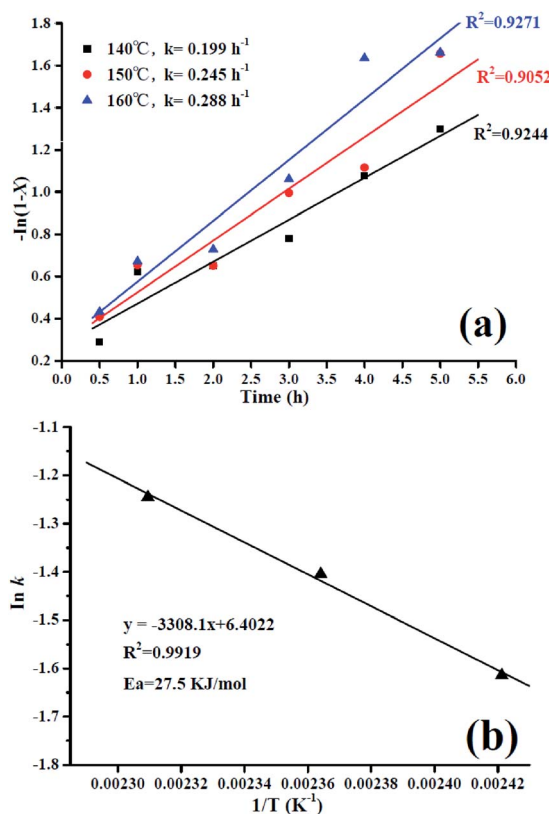 1.8
1.6
1.4
1.2
1.0
0.8
0.6
0.4
0.2
-In(1-X)
140℃, k= 0.199 h-1
150℃, k= 0.245 h-1
160℃, k= 0.288 h-1
R2=0.9271
R2=0.9052
R2=0.9244
(a)
0.0 0.5 1.0 1.5 2.0 2.5 3.0 3.5 4.0 4.5 5.0 5.5 6.0
Time (h)
-1.1
-1.2
-1.3
-1.4
-1.5
-1.6
-1.7
-1.8
In k
y = -3308.1x+6.4022
R2=0.9919
Ea=27.5 KJ/mol
(b)
0.00230 0.00232 0.00234 0.00236 0.00238 0.00240 0.00242
1/T (K-1)